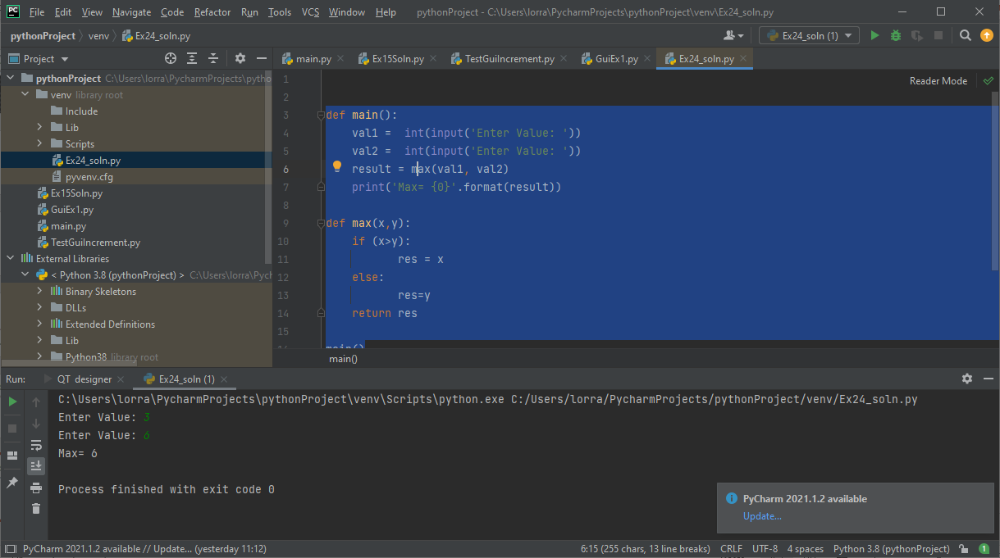 PC File Edit View Navigate Code Refactor Run Tools VCS Window Help pythonProject - C:\Users\lorra\PycharmProjects\pythonProject\venv\Ex24_soln.py
pythonProject venv Ex24_soln.py Ex24_soln (1)
Project
main.py Ex15Soln.py TestGuiIncrement.py GuiEx1.py Ex24_soln.py
pythonProject C:\Users\lorra\PycharmProjects\pytho
venv library root
Include
Lib
Scripts
Ex24_soln.py
pyvenv.cfg
Ex15Soln.py
GuiEx1.py
main.py
TestGuiIncrement.py
External Libraries
< Python 3.8 (pythonProject) > C:\Users\lorra\Pych
Binary Skeletons
DLLs
Extended Definitions
Lib
Python38 library root
Reader Mode
1
2
3 def main():
4 val1 =  int(input('Enter Value: '))
5 val2 =  int(input('Enter Value: '))
6 result = max(val1, val2)
7 print('Max= {0}'.format(result))
8
9 def max(x,y):
10 if (x>y):
11 res = x
12 else:
13 res=y
14 return res
15
main()
main()
Run: QT designer Ex24_soln (1)
C:\Users\lorra\PycharmProjects\pythonProject\venv\Scripts\python.exe C:/Users/lorra/PycharmProjects/pythonProject/venv/Ex24_soln.py
Enter Value: 3
Enter Value: 6
Max= 6
Process finished with exit code 0
PyCharm 2021.1.2 available
Update...
PyCharm 2021.1.2 available // Update... (yesterday 11:12) 6:15 (255 chars, 13 line breaks) CRLF UTF-8 4 spaces Python 3.8 (pythonProject) 1